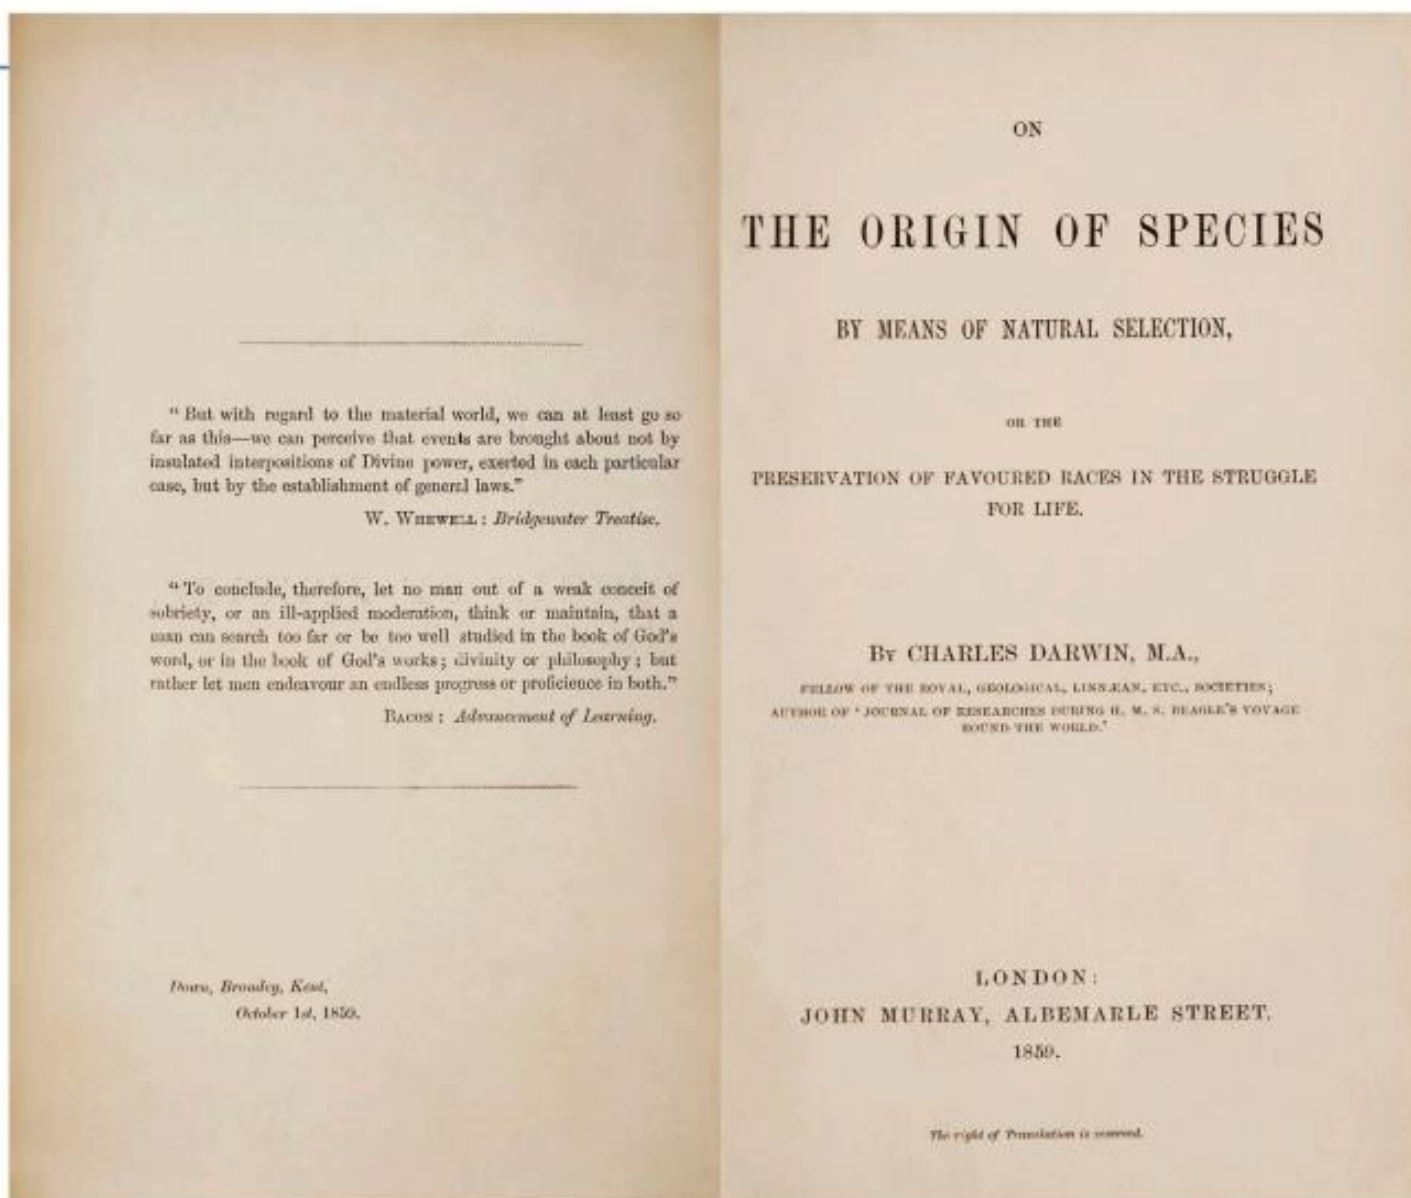 "But with regard to the material world, we can at least go so
far as this—we can perceive that events are brought about not by
insulated interpositions of Divine power, exerted in each particular
case, but by the establishment of general laws."
W. WHEWELL: Bridgewater Treatise.
"To conclude, therefore, let no man out of a weak conceit of
sobriety, or an ill-applied moderation, think or maintain, that a
man can search too far or be too well studied in the book of God's
word, or in the book of God's works; divinity or philosophy; but
rather let men endeavour an endless progress or proficience in both."
BACON: Advancement of Learning.
Down, Bromley, Kent,
October 1st, 1859.
ON
THE ORIGIN OF SPECIES
BY MEANS OF NATURAL SELECTION,
OR THE
PRESERVATION OF FAVOURED RACES IN THE STRUGGLE
FOR LIFE.
BY CHARLES DARWIN, M.A.,
FELLOW OF THE ROYAL, GEOLOGICAL, LINNÆAN, ETC., SOCIETIES;
AUTHOR OF 'JOURNAL OF RESEARCHES DURING H. M. S. BEAGLE'S VOYAGE
ROUND THE WORLD.'
LONDON:
JOHN MURRAY, ALBEMARLE STREET.
1859.
The right of Translation is reserved.